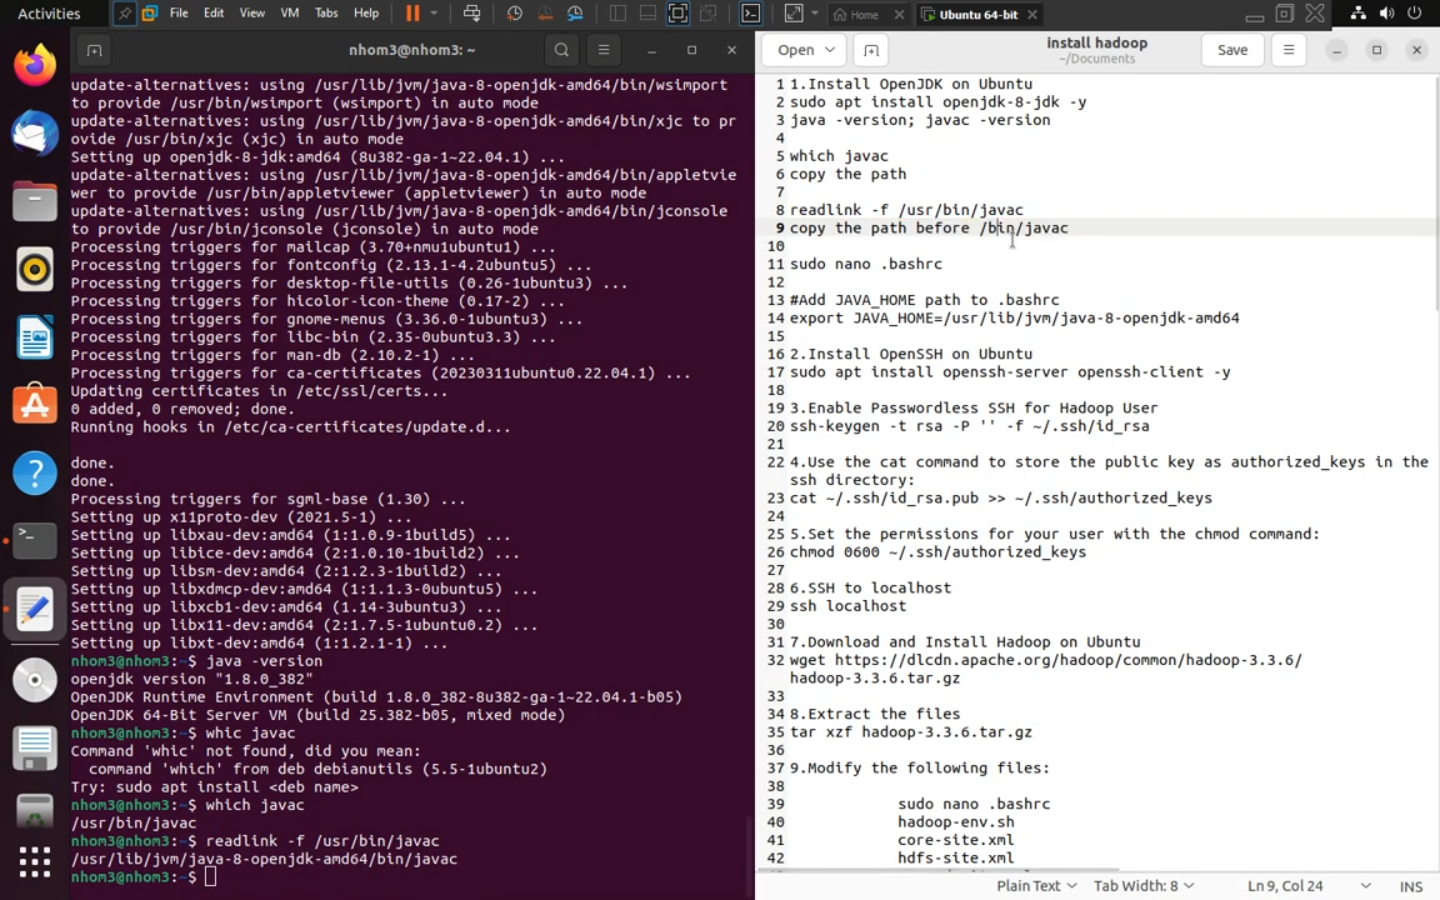 Activities
File Edit View VM Tabs Help
Home
Ubuntu 64-bit
nhom3@nhom3: ~
update-alternatives: using /usr/lib/jvm/java-8-openjdk-amd64/bin/wsimport
to provide /usr/bin/wsimport (wsimport) in auto mode
update-alternatives: using /usr/lib/jvm/java-8-openjdk-amd64/bin/xjc to pr
ovide /usr/bin/xjc (xjc) in auto mode
Setting up openjdk-8-jdk:amd64 (8u382-ga-1~22.04.1) ...
update-alternatives: using /usr/lib/jvm/java-8-openjdk-amd64/bin/appletvie
wer to provide /usr/bin/appletviewer (appletviewer) in auto mode
update-alternatives: using /usr/lib/jvm/java-8-openjdk-amd64/bin/jconsole
to provide /usr/bin/jconsole (jconsole) in auto mode
Processing triggers for mailcap (3.70+nmu1ubuntu1) ...
Processing triggers for fontconfig (2.13.1-4.2ubuntu5) ...
Processing triggers for desktop-file-utils (0.26-1ubuntu3) ...
Processing triggers for hicolor-icon-theme (0.17-2) ...
Processing triggers for gnome-menus (3.36.0-1ubuntu3) ...
Processing triggers for libc-bin (2.35-0ubuntu3.3) ...
Processing triggers for man-db (2.10.2-1) ...
Processing triggers for ca-certificates (20230311ubuntu0.22.04.1) ...
Updating certificates in /etc/ssl/certs...
0 added, 0 removed; done.
Running hooks in /etc/ca-certificates/update.d...
done.
done.
Processing triggers for sgml-base (1.30) ...
Setting up x11proto-dev (2021.5-1) ...
Setting up libxau-dev:amd64 (1:1.0.9-1build5) ...
Setting up libice-dev:amd64 (2:1.0.10-1build2) ...
Setting up libsm-dev:amd64 (2:1.2.3-1build2) ...
Setting up libxdmcp-dev:amd64 (1:1.1.3-0ubuntu5) ...
Setting up libxcb1-dev:amd64 (1.14-3ubuntu3) ...
Setting up libx11-dev:amd64 (2:1.7.5-1ubuntu0.2) ...
Setting up libxt-dev:amd64 (1:1.2.1-1) ...
nhom3@nhom3:~$ java -version
openjdk version "1.8.0_382"
OpenJDK Runtime Environment (build 1.8.0_382-8u382-ga-1~22.04.1-b05)
OpenJDK 64-Bit Server VM (build 25.382-b05, mixed mode)
nhom3@nhom3:~$ whic javac
Command 'whic' not found, did you mean:
command 'which' from deb debianutils (5.5-1ubuntu2)
Try: sudo apt install <deb name>
nhom3@nhom3:~$ which javac
/usr/bin/javac
nhom3@nhom3:~$ readlink -f /usr/bin/javac
/usr/lib/jvm/java-8-openjdk-amd64/bin/javac
nhom3@nhom3:~$
Open
install hadoop
~/Documents
Save
1 1.Install OpenJDK on Ubuntu
2 sudo apt install openjdk-8-jdk -y
3 java -version; javac -version
4
5 which javac
6 copy the path
7
8 readlink -f /usr/bin/javac
9 copy the path before /bin/javac
10
11 sudo nano .bashrc
12
13 #Add JAVA_HOME path to .bashrc
14 export JAVA_HOME=/usr/lib/jvm/java-8-openjdk-amd64
15
16 2.Install OpenSSH on Ubuntu
17 sudo apt install openssh-server openssh-client -y
18
19 3.Enable Passwordless SSH for Hadoop User
20 ssh-keygen -t rsa -P '' -f ~/.ssh/id_rsa
21
22 4.Use the cat command to store the public key as authorized_keys in the
ssh directory:
23 cat ~/.ssh/id_rsa.pub >> ~/.ssh/authorized_keys
24
25 5.Set the permissions for your user with the chmod command:
26 chmod 0600 ~/.ssh/authorized_keys
27
28 6.SSH to localhost
29 ssh localhost
30
31 7.Download and Install Hadoop on Ubuntu
32 wget https://dlcdn.apache.org/hadoop/common/hadoop-3.3.6/
hadoop-3.3.6.tar.gz
33
34 8.Extract the files
35 tar xzf hadoop-3.3.6.tar.gz
36
37 9.Modify the following files:
38
39 sudo nano .bashrc
40 hadoop-env.sh
41 core-site.xml
42 hdfs-site.xml
Plain Text Tab Width: 8 Ln 9, Col 24 INS